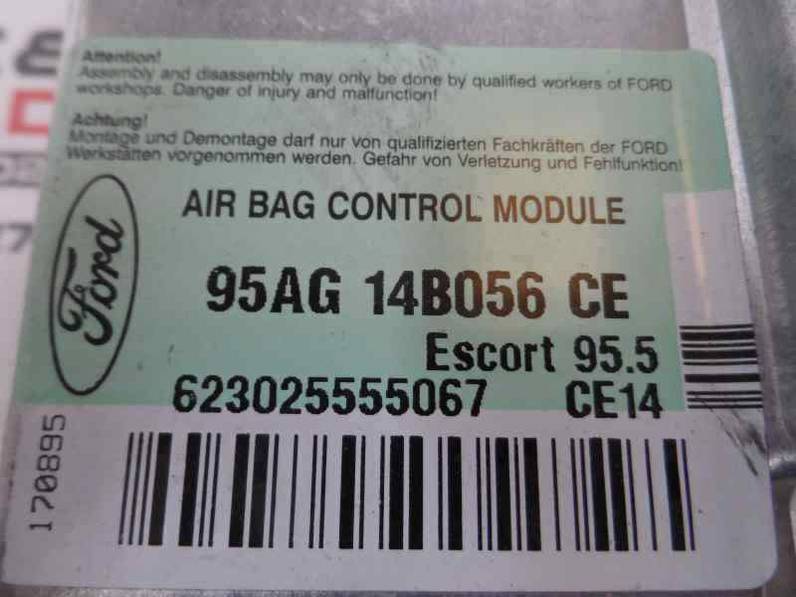 Attention!
Assembly and disassembly may only be done by qualified workers of FORD
workshops. Danger of injury and malfunction!
Achtung!
Montage und Demontage darf nur von qualifizierten Fachkräften der FORD
Werkstätten vorgenommen werden. Gefahr von Verletzung und Fehlfunktion!
Ford
AIR BAG CONTROL MODULE
95AG 14B056 CE
Escort 95.5
623025555067 CE14
170895